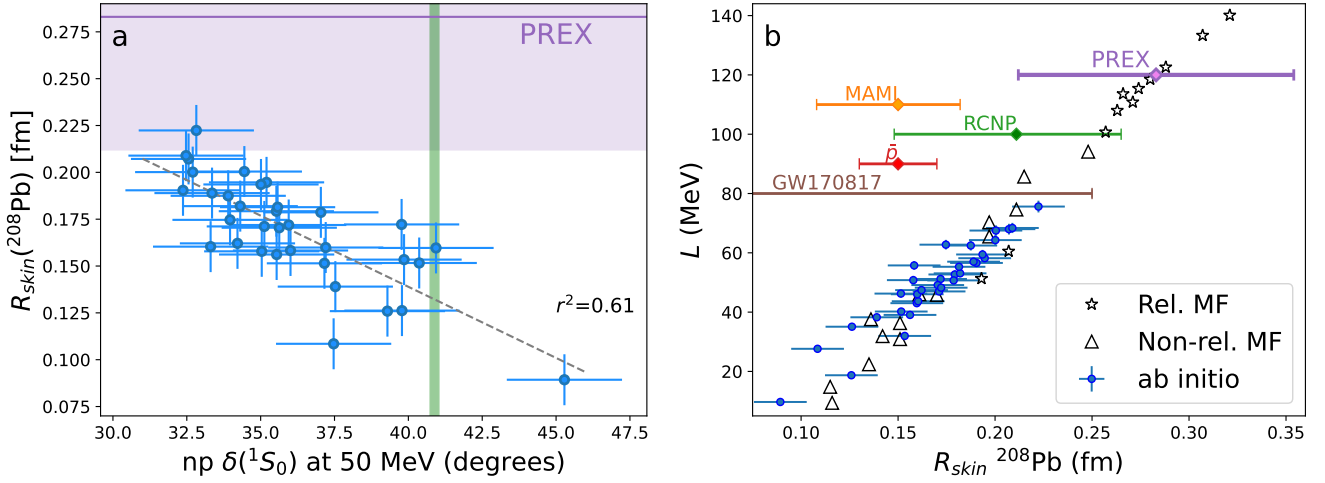 a
PREX
r²=0.61
0.275
0.250
0.225
0.200
0.175
0.150
0.125
0.100
0.075
R_skin(²⁰⁸Pb) [fm]
30.0 32.5 35.0 37.5 40.0 42.5 45.0 47.5
np δ(¹S₀) at 50 MeV (degrees)
b
PREX
MAMI
RCNP
p̄
GW170817
Rel. MF
Non-rel. MF
ab initio
140
120
100
80
60
40
20
L (MeV)
0.10 0.15 0.20 0.25 0.30 0.35
R_skin ²⁰⁸Pb (fm)